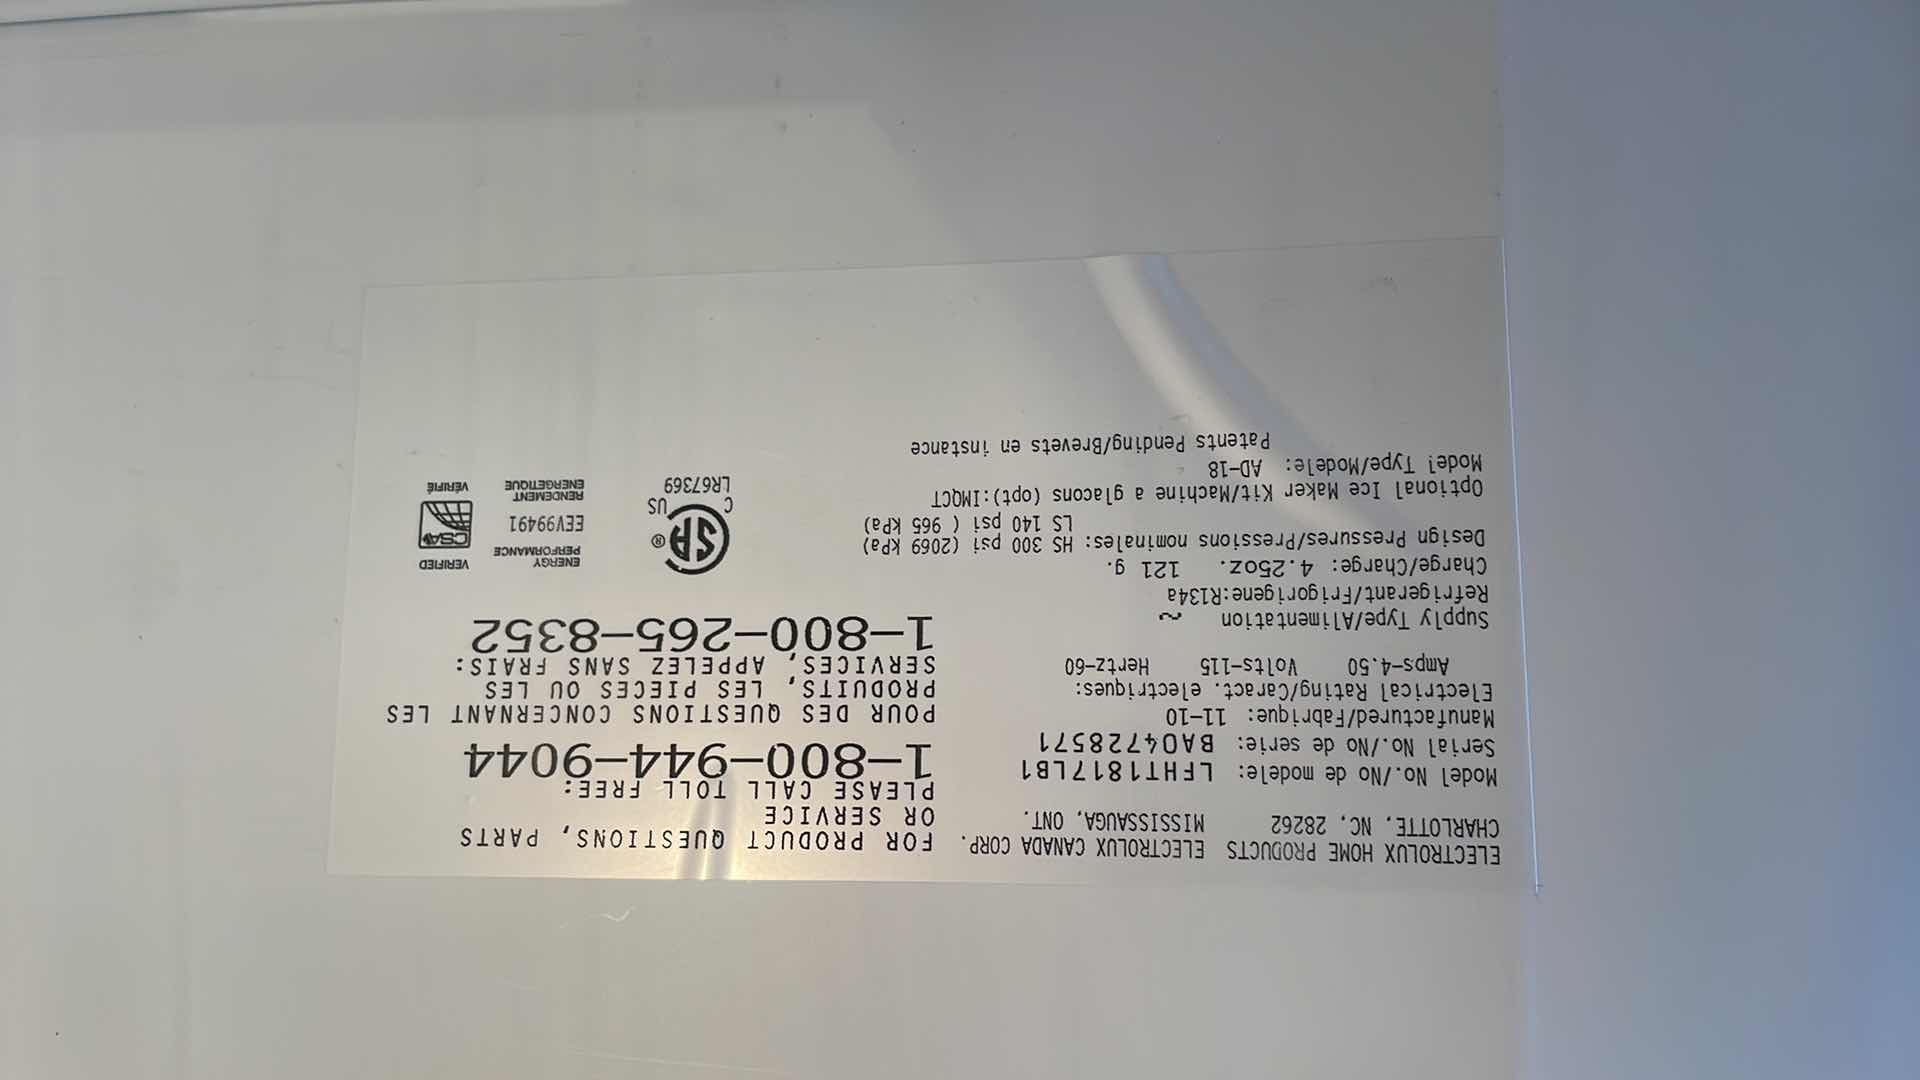 ELECTROLUX HOME PRODUCTS ELECTROLUX CANADA CORP.
CHARLOTTE, NC, 28262 MISSISSAUGA, ONT.
Model No./No de modele: LFHT1817LB1
Serial No./No de serie: BA04728571
Manufactured/Fabrique: 11-10
Electrical Rating/Caract. electriques:
Amps-4.50 Volts-115 Hertz-60
Supply Type/Alimentation ~
Refrigerant/Frigorigene:R134a
Charge/Charge: 4.25oz. 121 g.
Design Pressures/Pressions nominales: HS 300 psi (2069 kPa)
LS 140 psi ( 965 kPa)
Optional Ice Maker Kit/Machine a glacons (opt):IMQCT
Model Type/Modele: AD-18
Patents Pending/Brevets en instance
FOR PRODUCT QUESTIONS, PARTS
OR SERVICE
PLEASE CALL TOLL FREE:
1-800-944-9044
POUR DES QUESTIONS CONCERNANT LES
PRODUITS, LES PIECES OU LES
SERVICES, APPELEZ SANS FRAIS:
1-800-265-8352
SA ®
C US
LR67369
ENERGY
PERFORMANCE
EEV99491
RENDEMENT
ENERGETIQUE
VERIFIED
CSA
VÉRIFIÉ